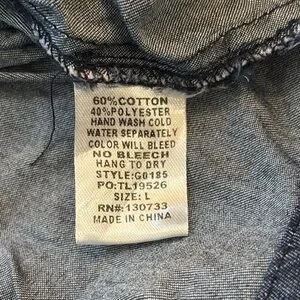 60%COTTON
40%POLYESTER
HAND WASH COLD
WATER SEPARATELY
COLOR WILL BLEED
NO BLEECH
HANG TO DRY
STYLE:G0185
PO:TL19526
SIZE: L
RN#:130733
MADE IN CHINA